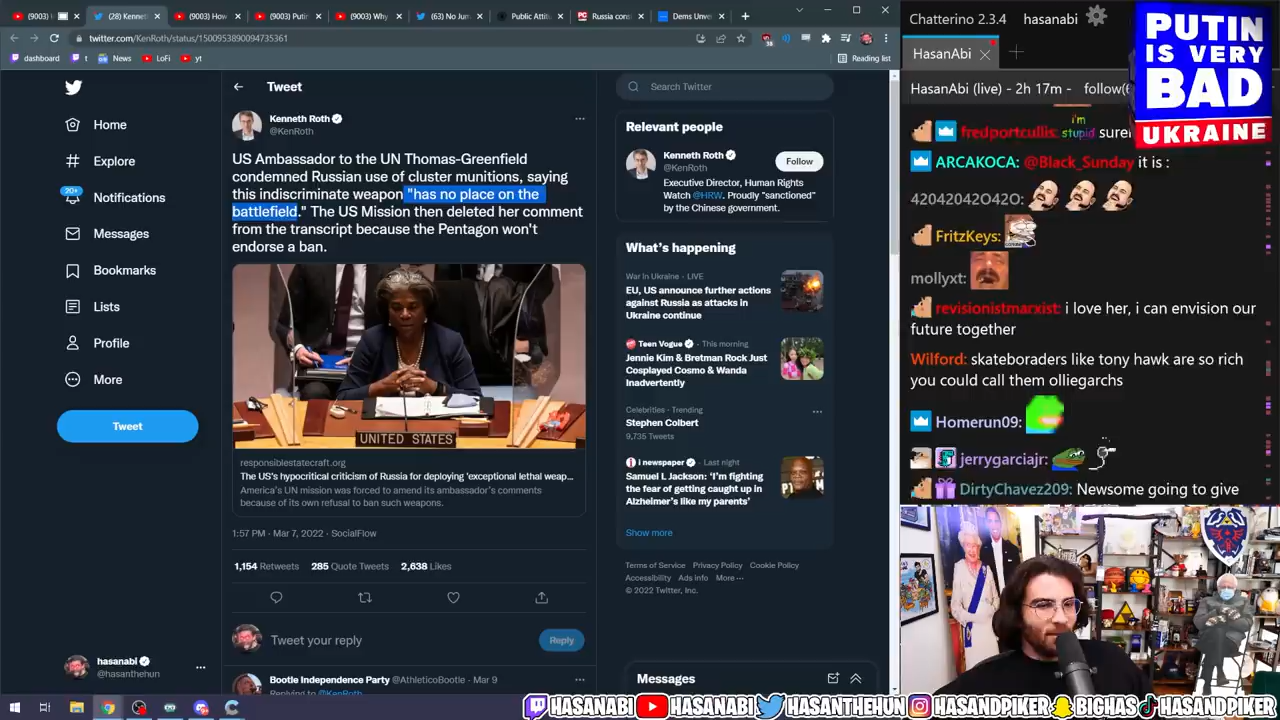 (9003) H
(28) Kenne
(9003) How
(9003) Putin
(9003) Why
(63) No Jum
Public Attitu
Russia cons
Dems Unve
twitter.com/KenRoth/status/1500953890094735361
dashboard
t
News
LoFi
yt
Reading list
Home
Explore
20+
Notifications
Messages
Bookmarks
Lists
Profile
More
Tweet
hasanabi
@hasanthehun
Tweet
Kenneth Roth
@KenRoth
US Ambassador to the UN Thomas-Greenfield
condemned Russian use of cluster munitions, saying
this indiscriminate weapon "has no place on the
battlefield." The US Mission then deleted her comment
from the transcript because the Pentagon won't
endorse a ban.
UNITED STATES
responsiblestatecraft.org
The US's hypocritical criticism of Russia for deploying 'exceptional lethal weap...
America's UN mission was forced to amend its ambassador's comments
because of its own refusal to ban such weapons.
1:57 PM · Mar 7, 2022 · SocialFlow
1,154 Retweets 285 Quote Tweets 2,638 Likes
Tweet your reply
Reply
Bootle Independence Party @AthleticoBootle · Mar 9
Replying to @KenRoth
Search Twitter
Relevant people
Kenneth Roth
@KenRoth
Follow
Executive Director, Human Rights
Watch @HRW. Proudly "sanctioned"
by the Chinese government.
What's happening
War in Ukraine · LIVE
EU, US announce further actions
against Russia as attacks in
Ukraine continue
Teen Vogue · This morning
Jennie Kim & Bretman Rock Just
Cosplayed Cosmo & Wanda
Inadvertently
Celebrities · Trending
Stephen Colbert
9,735 Tweets
i newspaper · Last night
Samuel L Jackson: 'I'm fighting
the fear of getting caught up in
Alzheimer's like my parents'
Show more
Terms of Service Privacy Policy Cookie Policy
Accessibility Ads info More ···
© 2022 Twitter, Inc.
Messages
Chatterino 2.3.4 hasanabi
HasanAbi
HasanAbi (live) - 2h 17m - follow(6
PUTIN
IS VERY
BAD
UKRAINE
fredportcullis: i'm stupid sure
ARCAKOCA: @Black_Sunday it is :
42042042O42O:
FritzKeys:
mollyxt:
revisionistmarxist: i love her, i can envision our
future together
Wilford: skateboraders like tony hawk are so rich
you could call them olliegarchs
Homerun09:
jerrygarciajr:
DirtyChavez209: Newsome going to give
HASANABI HASANABI HASANTHEHUN HASANDPIKER BIGHAS HASANDPIKER